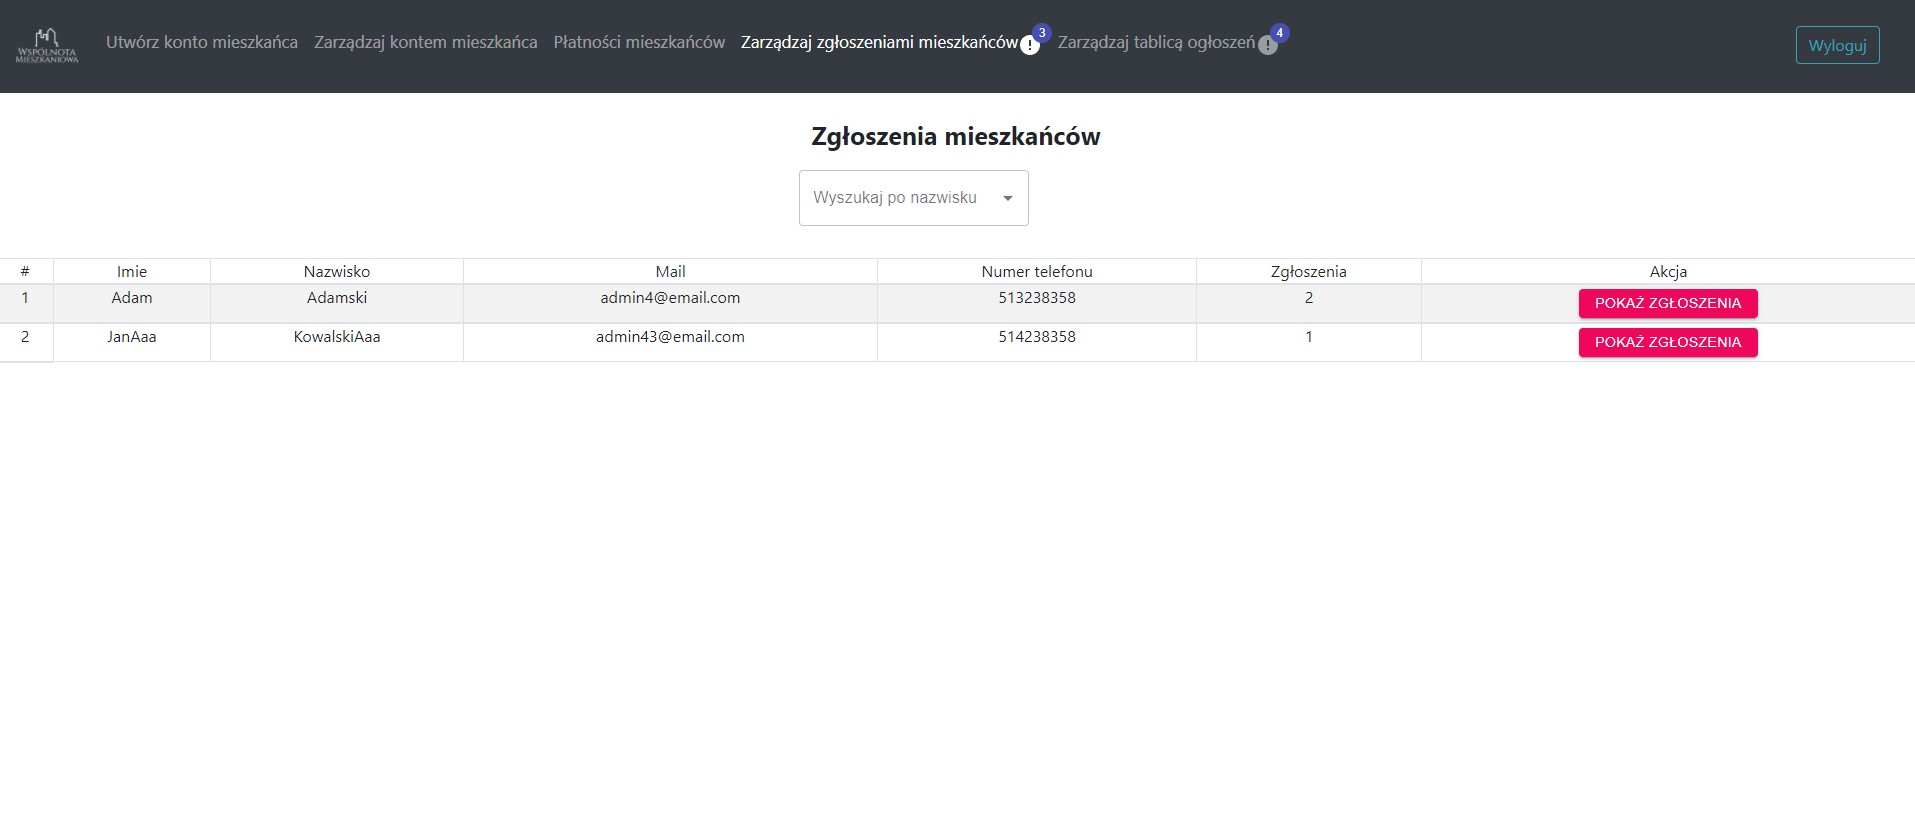 WSPÓLNOTA
MIESZKANIOWA
Utwórz konto mieszkańca Zarządzaj kontem mieszkańca Płatności mieszkańców Zarządzaj zgłoszeniami mieszkańców ! 3 Zarządzaj tablicą ogłoszeń ! 4 Wyloguj
Zgłoszenia mieszkańców
Wyszukaj po nazwisku
# Imie Nazwisko Mail Numer telefonu Zgłoszenia Akcja
1 Adam Adamski admin4@email.com 513238358 2 POKAŻ ZGŁOSZENIA
2 JanAaa KowalskiAaa admin43@email.com 514238358 1 POKAŻ ZGŁOSZENIA